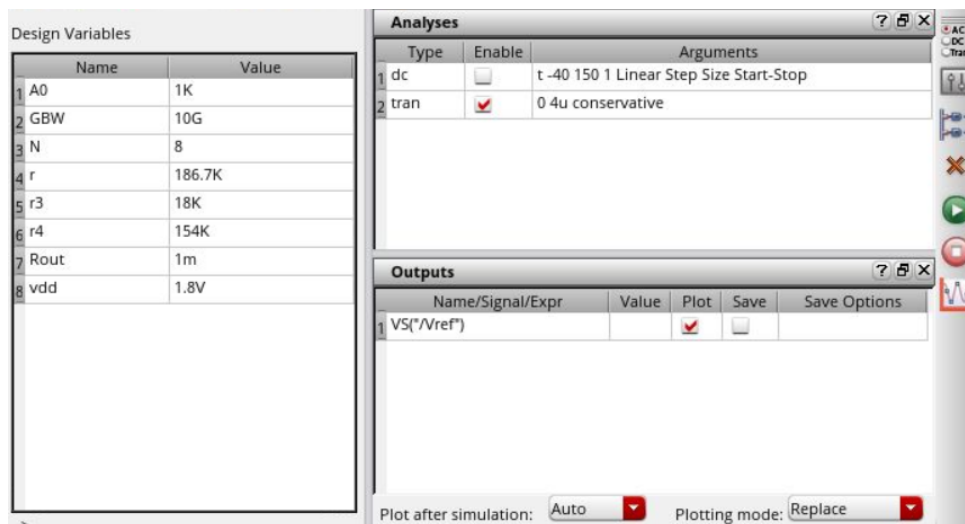 Design Variables
Name Value
1 A0 1K
2 GBW 10G
3 N 8
4 r 186.7K
5 r3 18K
6 r4 154K
7 Rout 1m
8 vdd 1.8V
Analyses
Type Enable Arguments
1 dc t -40 150 1 Linear Step Size Start-Stop
2 tran 0 4u conservative
Outputs
Name/Signal/Expr Value Plot Save Save Options
1 VS("/Vref")
Plot after simulation: Auto Plotting mode: Replace
AC
DC